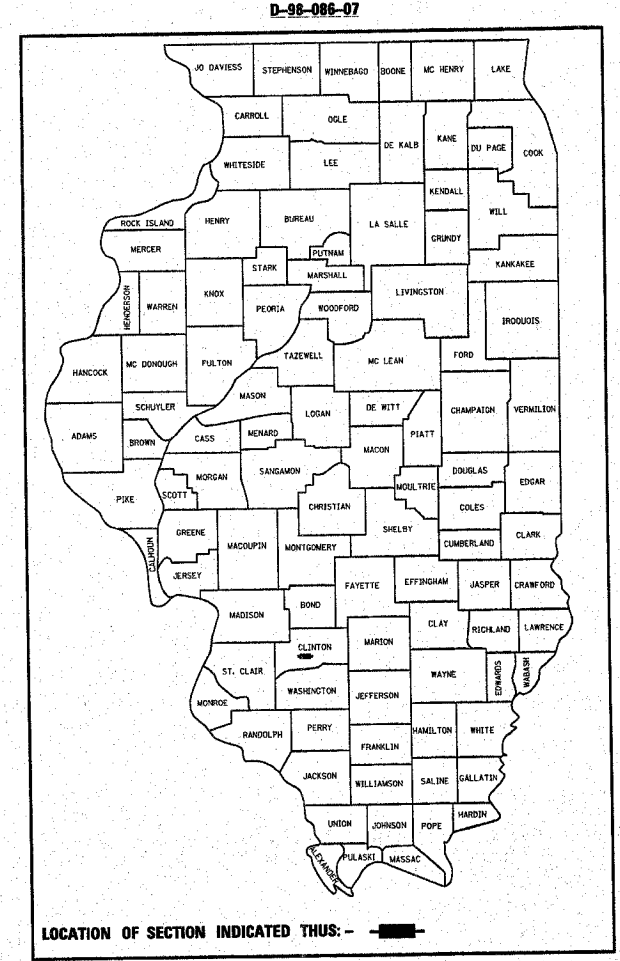 D-98-086-07
JO DAVIESS STEPHENSON WINNEBAGO BOONE MC HENRY LAKE
CARROLL OGLE DE KALB KANE DU PAGE COOK
WHITESIDE LEE
KENDALL WILL
ROCK ISLAND HENRY BUREAU LA SALLE
MERCER PUTNAM GRUNDY
STARK MARSHALL KANKAKEE
HENDERSON WARREN KNOX PEORIA WOODFORD LIVINGSTON IROQUOIS
HANCOCK MC DONOUGH FULTON TAZEWELL MC LEAN FORD
MASON
SCHUYLER LOGAN DE WITT CHAMPAIGN VERMILION
ADAMS BROWN CASS MENARD MACON PIATT
MORGAN SANGAMON DOUGLAS
PIKE SCOTT CHRISTIAN MOULTRIE COLES EDGAR
GREENE MACOUPIN MONTGOMERY SHELBY CUMBERLAND CLARK
CALHOUN JERSEY FAYETTE EFFINGHAM JASPER CRAWFORD
MADISON BOND
CLAY RICHLAND LAWRENCE
CLINTON MARION
ST. CLAIR WAYNE EDWARDS WABASH
MONROE WASHINGTON JEFFERSON
RANDOLPH PERRY HAMILTON WHITE
FRANKLIN
JACKSON WILLIAMSON SALINE GALLATIN
UNION JOHNSON POPE HARDIN
ALEXANDER PULASKI MASSAC
LOCATION OF SECTION INDICATED THUS: -